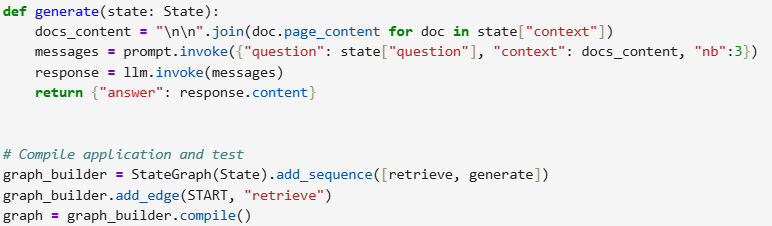 def generate(state: State):
    docs_content = "\n\n".join(doc.page_content for doc in state["context"])
    messages = prompt.invoke({"question": state["question"], "context": docs_content, "nb":3})
    response = llm.invoke(messages)
    return {"answer": response.content}
# Compile application and test
graph_builder = StateGraph(State).add_sequence([retrieve, generate])
graph_builder.add_edge(START, "retrieve")
graph = graph_builder.compile()